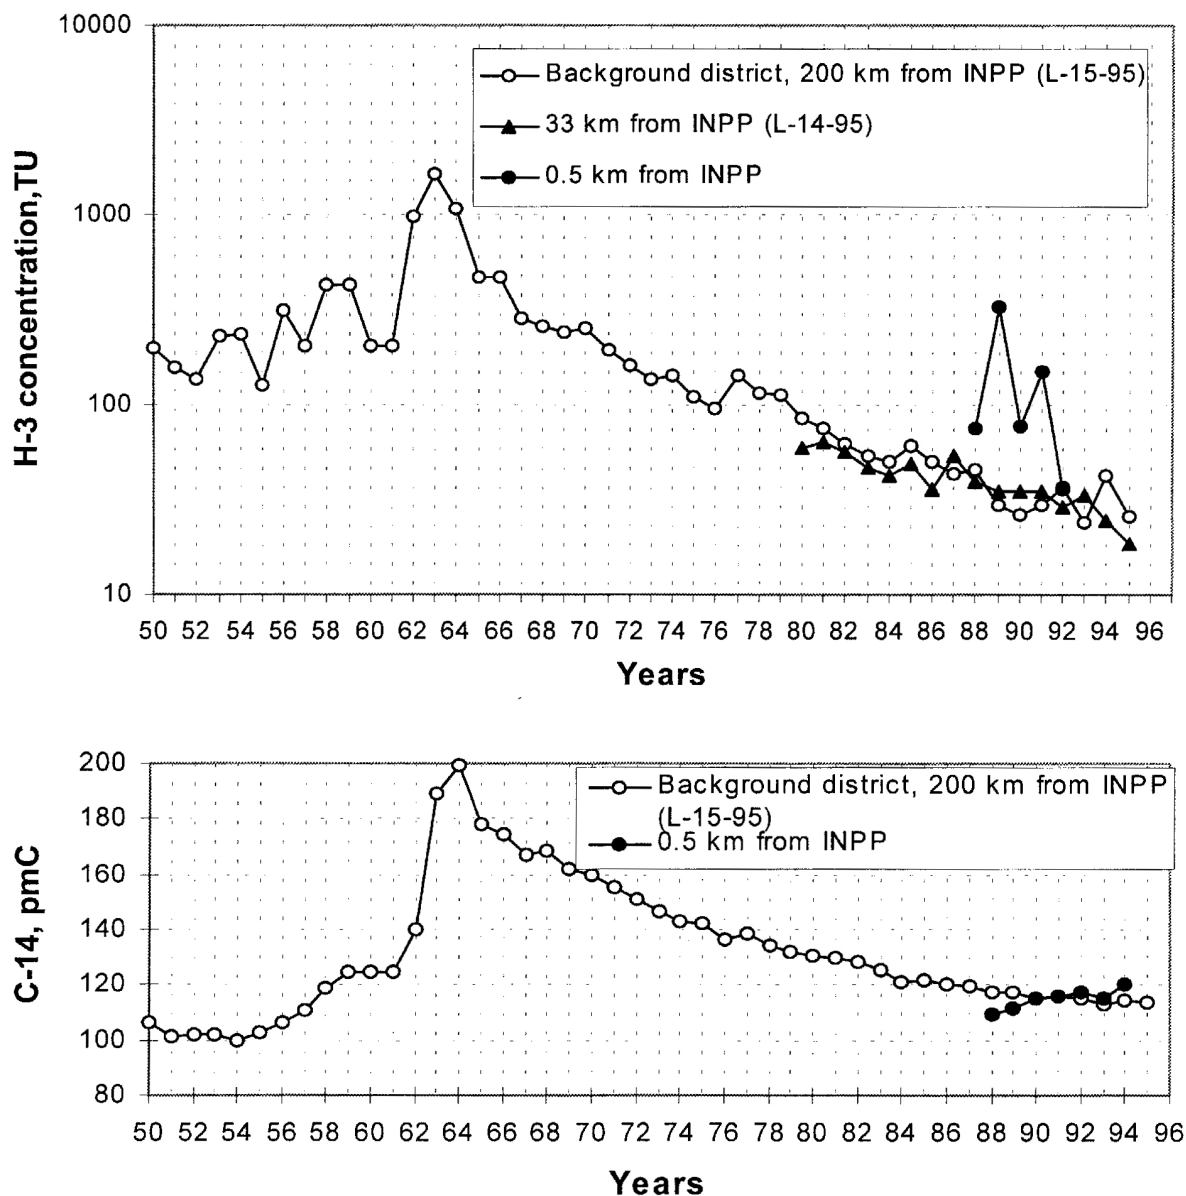 10000
1000
100
10
H-3 concentration,TU
Background district, 200 km from INPP (L-15-95)
33 km from INPP (L-14-95)
0.5 km from INPP
50 52 54 56 58 60 62 64 66 68 70 72 74 76 78 80 82 84 86 88 90 92 94 96
Years
200
180
160
140
120
100
80
C-14, pmC
Background district, 200 km from INPP
(L-15-95)
0.5 km from INPP
50 52 54 56 58 60 62 64 66 68 70 72 74 76 78 80 82 84 86 88 90 92 94 96
Years